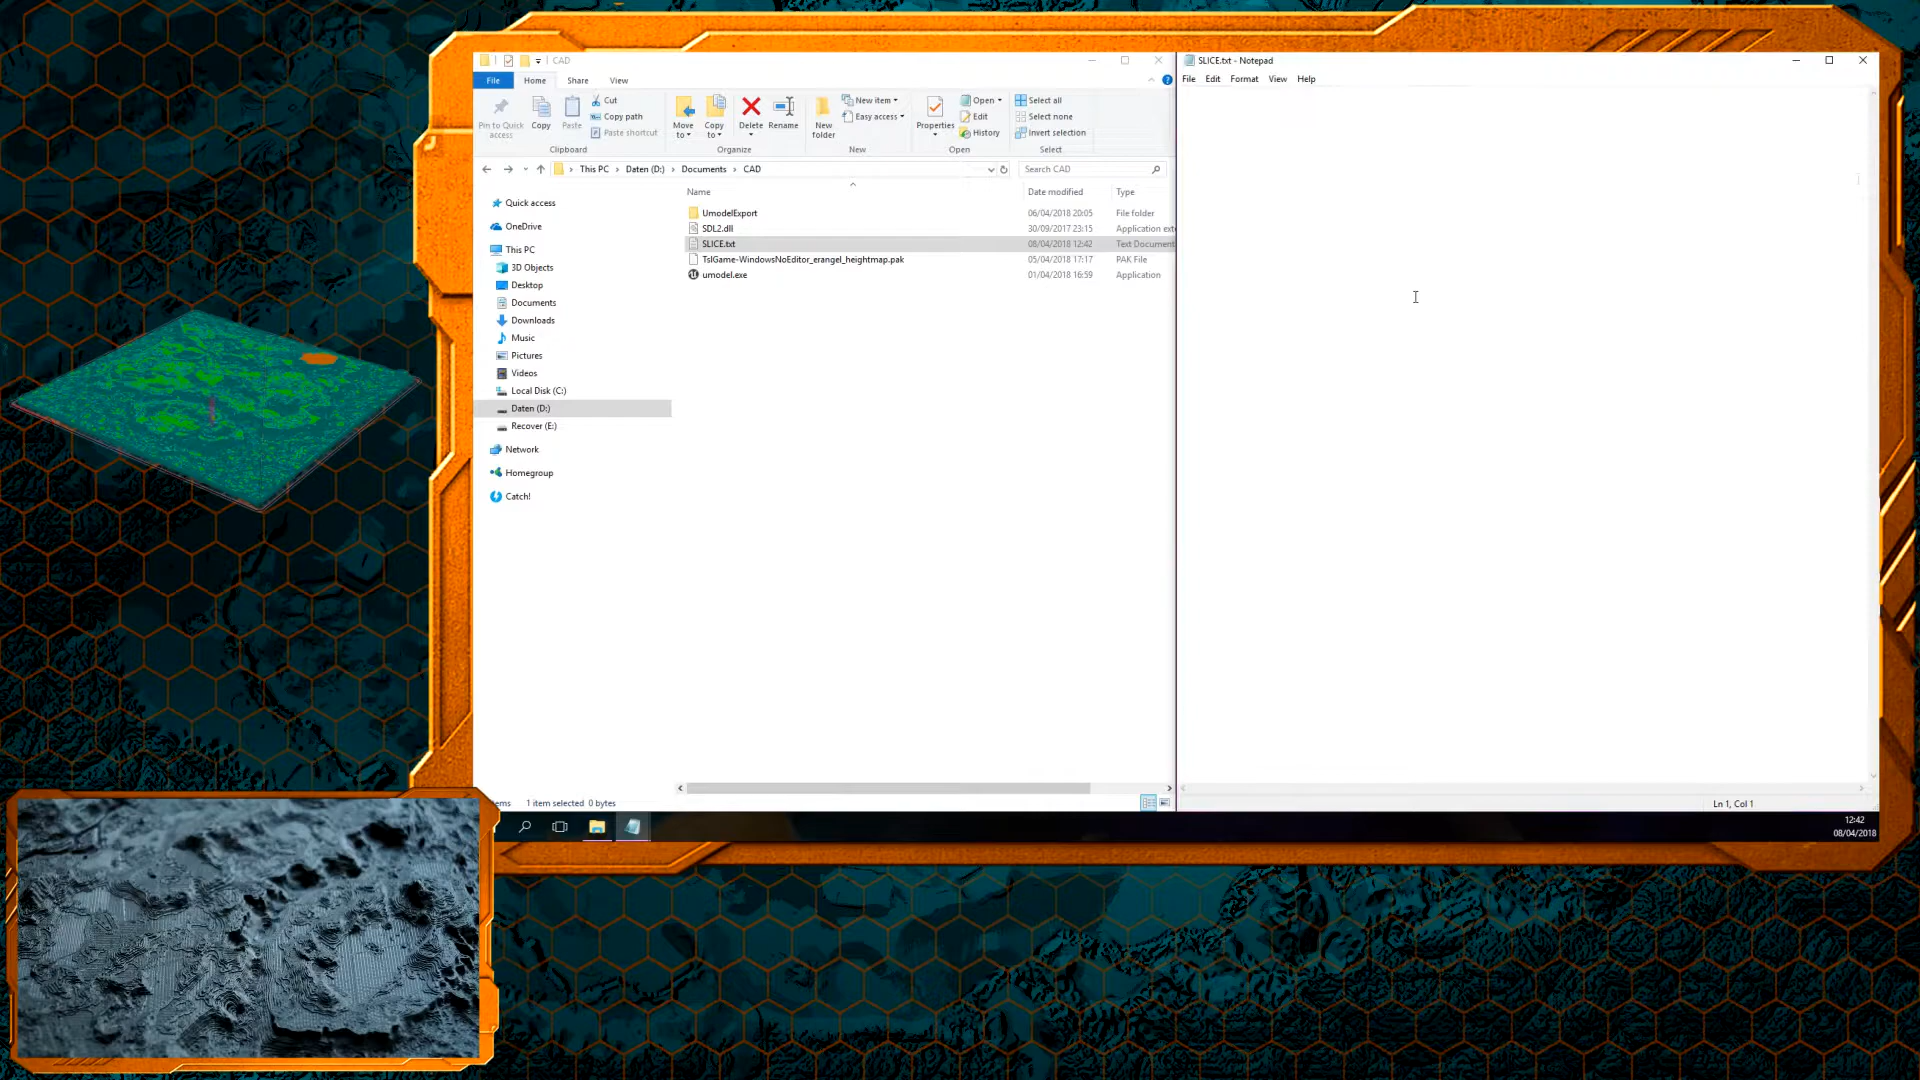 CAD
SLICE.txt - Notepad
File Home Share View
File Edit Format View Help
Pin to Quick access
Copy
Paste
Cut
Copy path
Paste shortcut
Move to
Copy to
Delete
Rename
New folder
New item
Easy access
Properties
Open
Edit
History
Select all
Select none
Invert selection
Clipboard
Organize
New
Open
Select
This PC Daten (D:) Documents CAD
Search CAD
Name Date modified Type
UmodelExport 06/04/2018 20:05 File folder
SDL2.dll 30/09/2017 23:15 Application exte
SLICE.txt 08/04/2018 12:42 Text Document
TslGame-WindowsNoEditor_erangel_heightmap.pak 05/04/2018 17:17 PAK File
umodel.exe 01/04/2018 16:59 Application
Quick access
OneDrive
This PC
3D Objects
Desktop
Documents
Downloads
Music
Pictures
Videos
Local Disk (C:)
Daten (D:)
Recover (E:)
Network
Homegroup
Catch!
ems 1 item selected 0 bytes
Ln 1, Col 1
12:42
08/04/2018